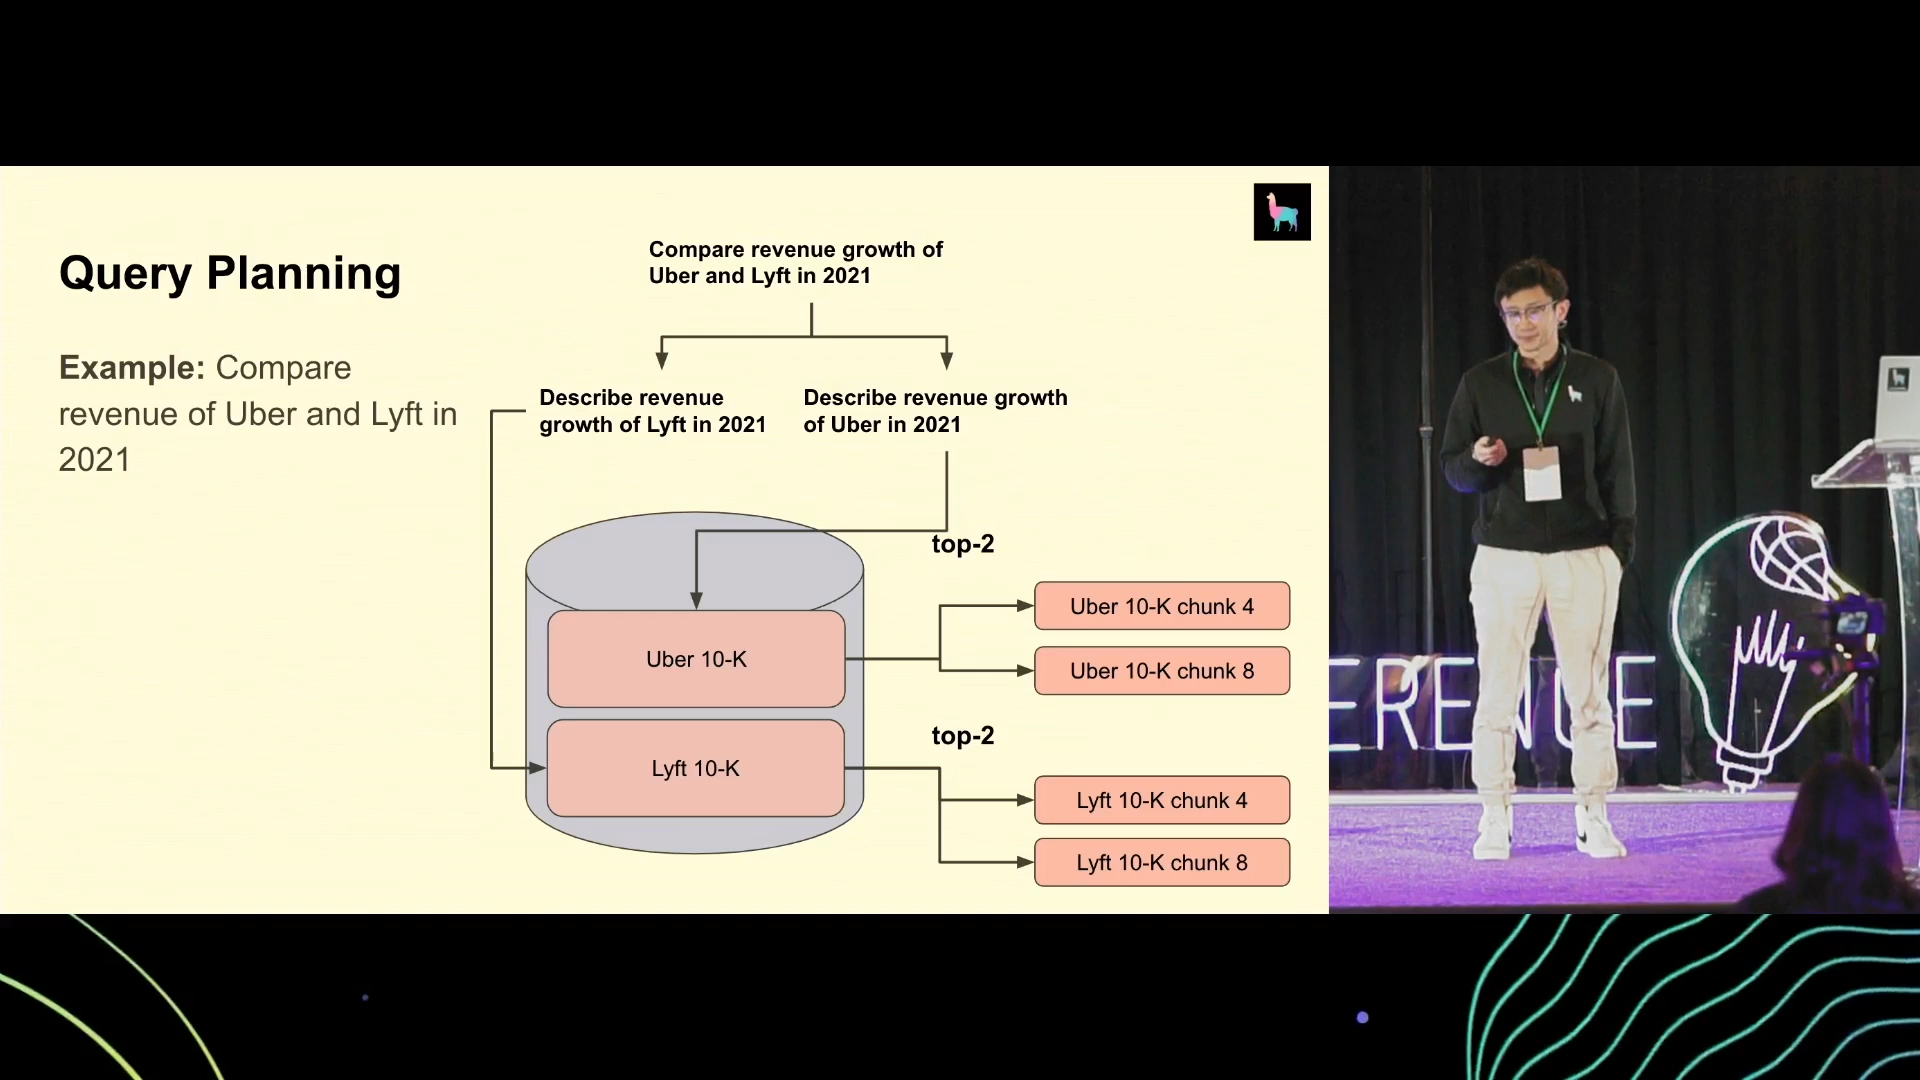 Query Planning
Example: Compare
revenue of Uber and Lyft in
2021
Compare revenue growth of
Uber and Lyft in 2021
Describe revenue
growth of Lyft in 2021
Describe revenue growth
of Uber in 2021
top-2
Uber 10-K
Uber 10-K chunk 4
Uber 10-K chunk 8
top-2
Lyft 10-K
Lyft 10-K chunk 4
Lyft 10-K chunk 8
ERENCE